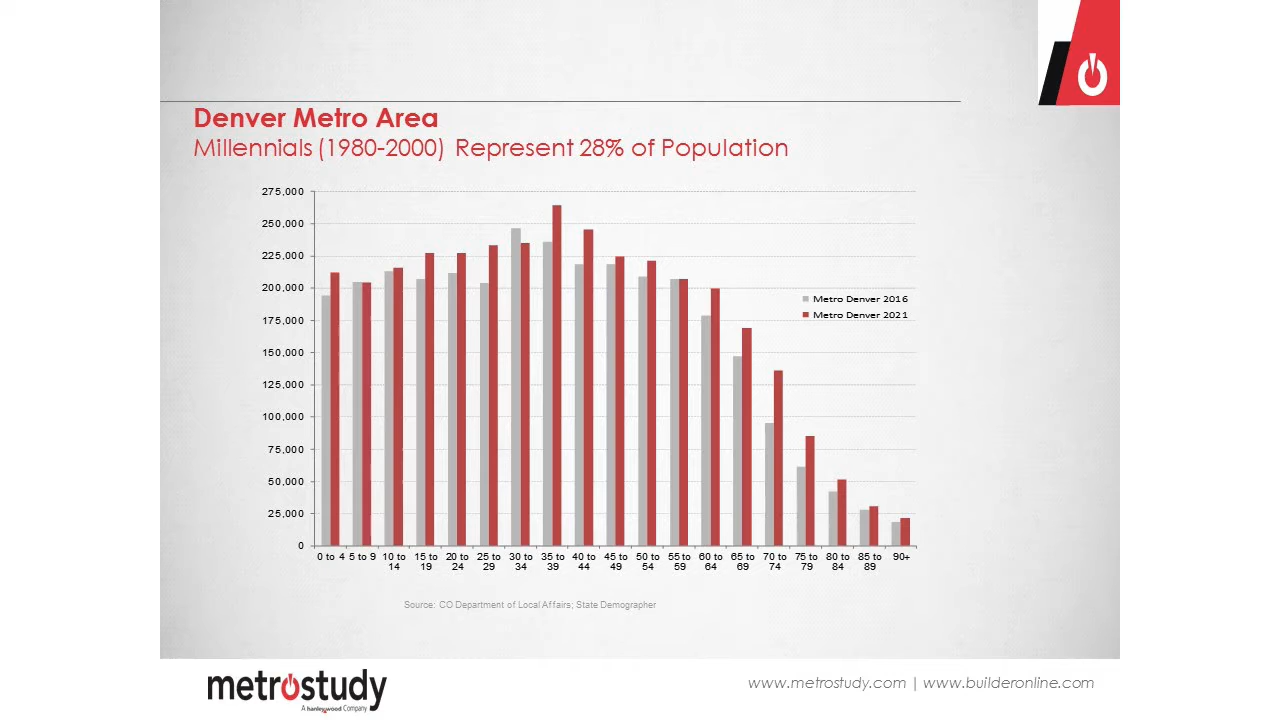 Denver Metro Area
Millennials (1980-2000) Represent 28% of Population
275,000
250,000
225,000
200,000
175,000
150,000
125,000
100,000
75,000
50,000
25,000
0
Metro Denver 2016
Metro Denver 2021
0 to 4 5 to 9 10 to 15 to 20 to 25 to 30 to 35 to 40 to 45 to 50 to 55 to 60 to 65 to 70 to 75 to 80 to 85 to 90+
14 19 24 29 34 39 44 49 54 59 64 69 74 79 84 89
Source: CO Department of Local Affairs; State Demographer
metrostudy
A hanleywood Company
www.metrostudy.com | www.builderonline.com